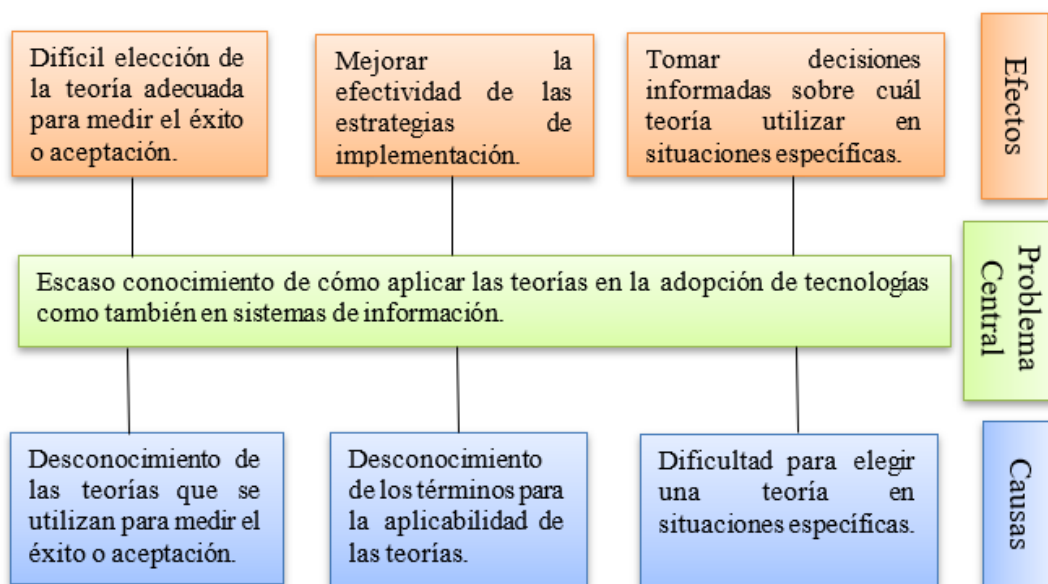 Difícil elección de
la teoría adecuada
para medir el éxito
o aceptación.
Mejorar la
efectividad de las
estrategias de
implementación.
Tomar decisiones
informadas sobre cuál
teoría utilizar en
situaciones específicas.
Efectos
Escaso conocimiento de cómo aplicar las teorías en la adopción de tecnologías
como también en sistemas de información.
Problema
Central
Desconocimiento de
las teorías que se
utilizan para medir el
éxito o aceptación.
Desconocimiento
de los términos para
la aplicabilidad de
las teorías.
Dificultad para elegir
una teoría en
situaciones específicas.
Causas